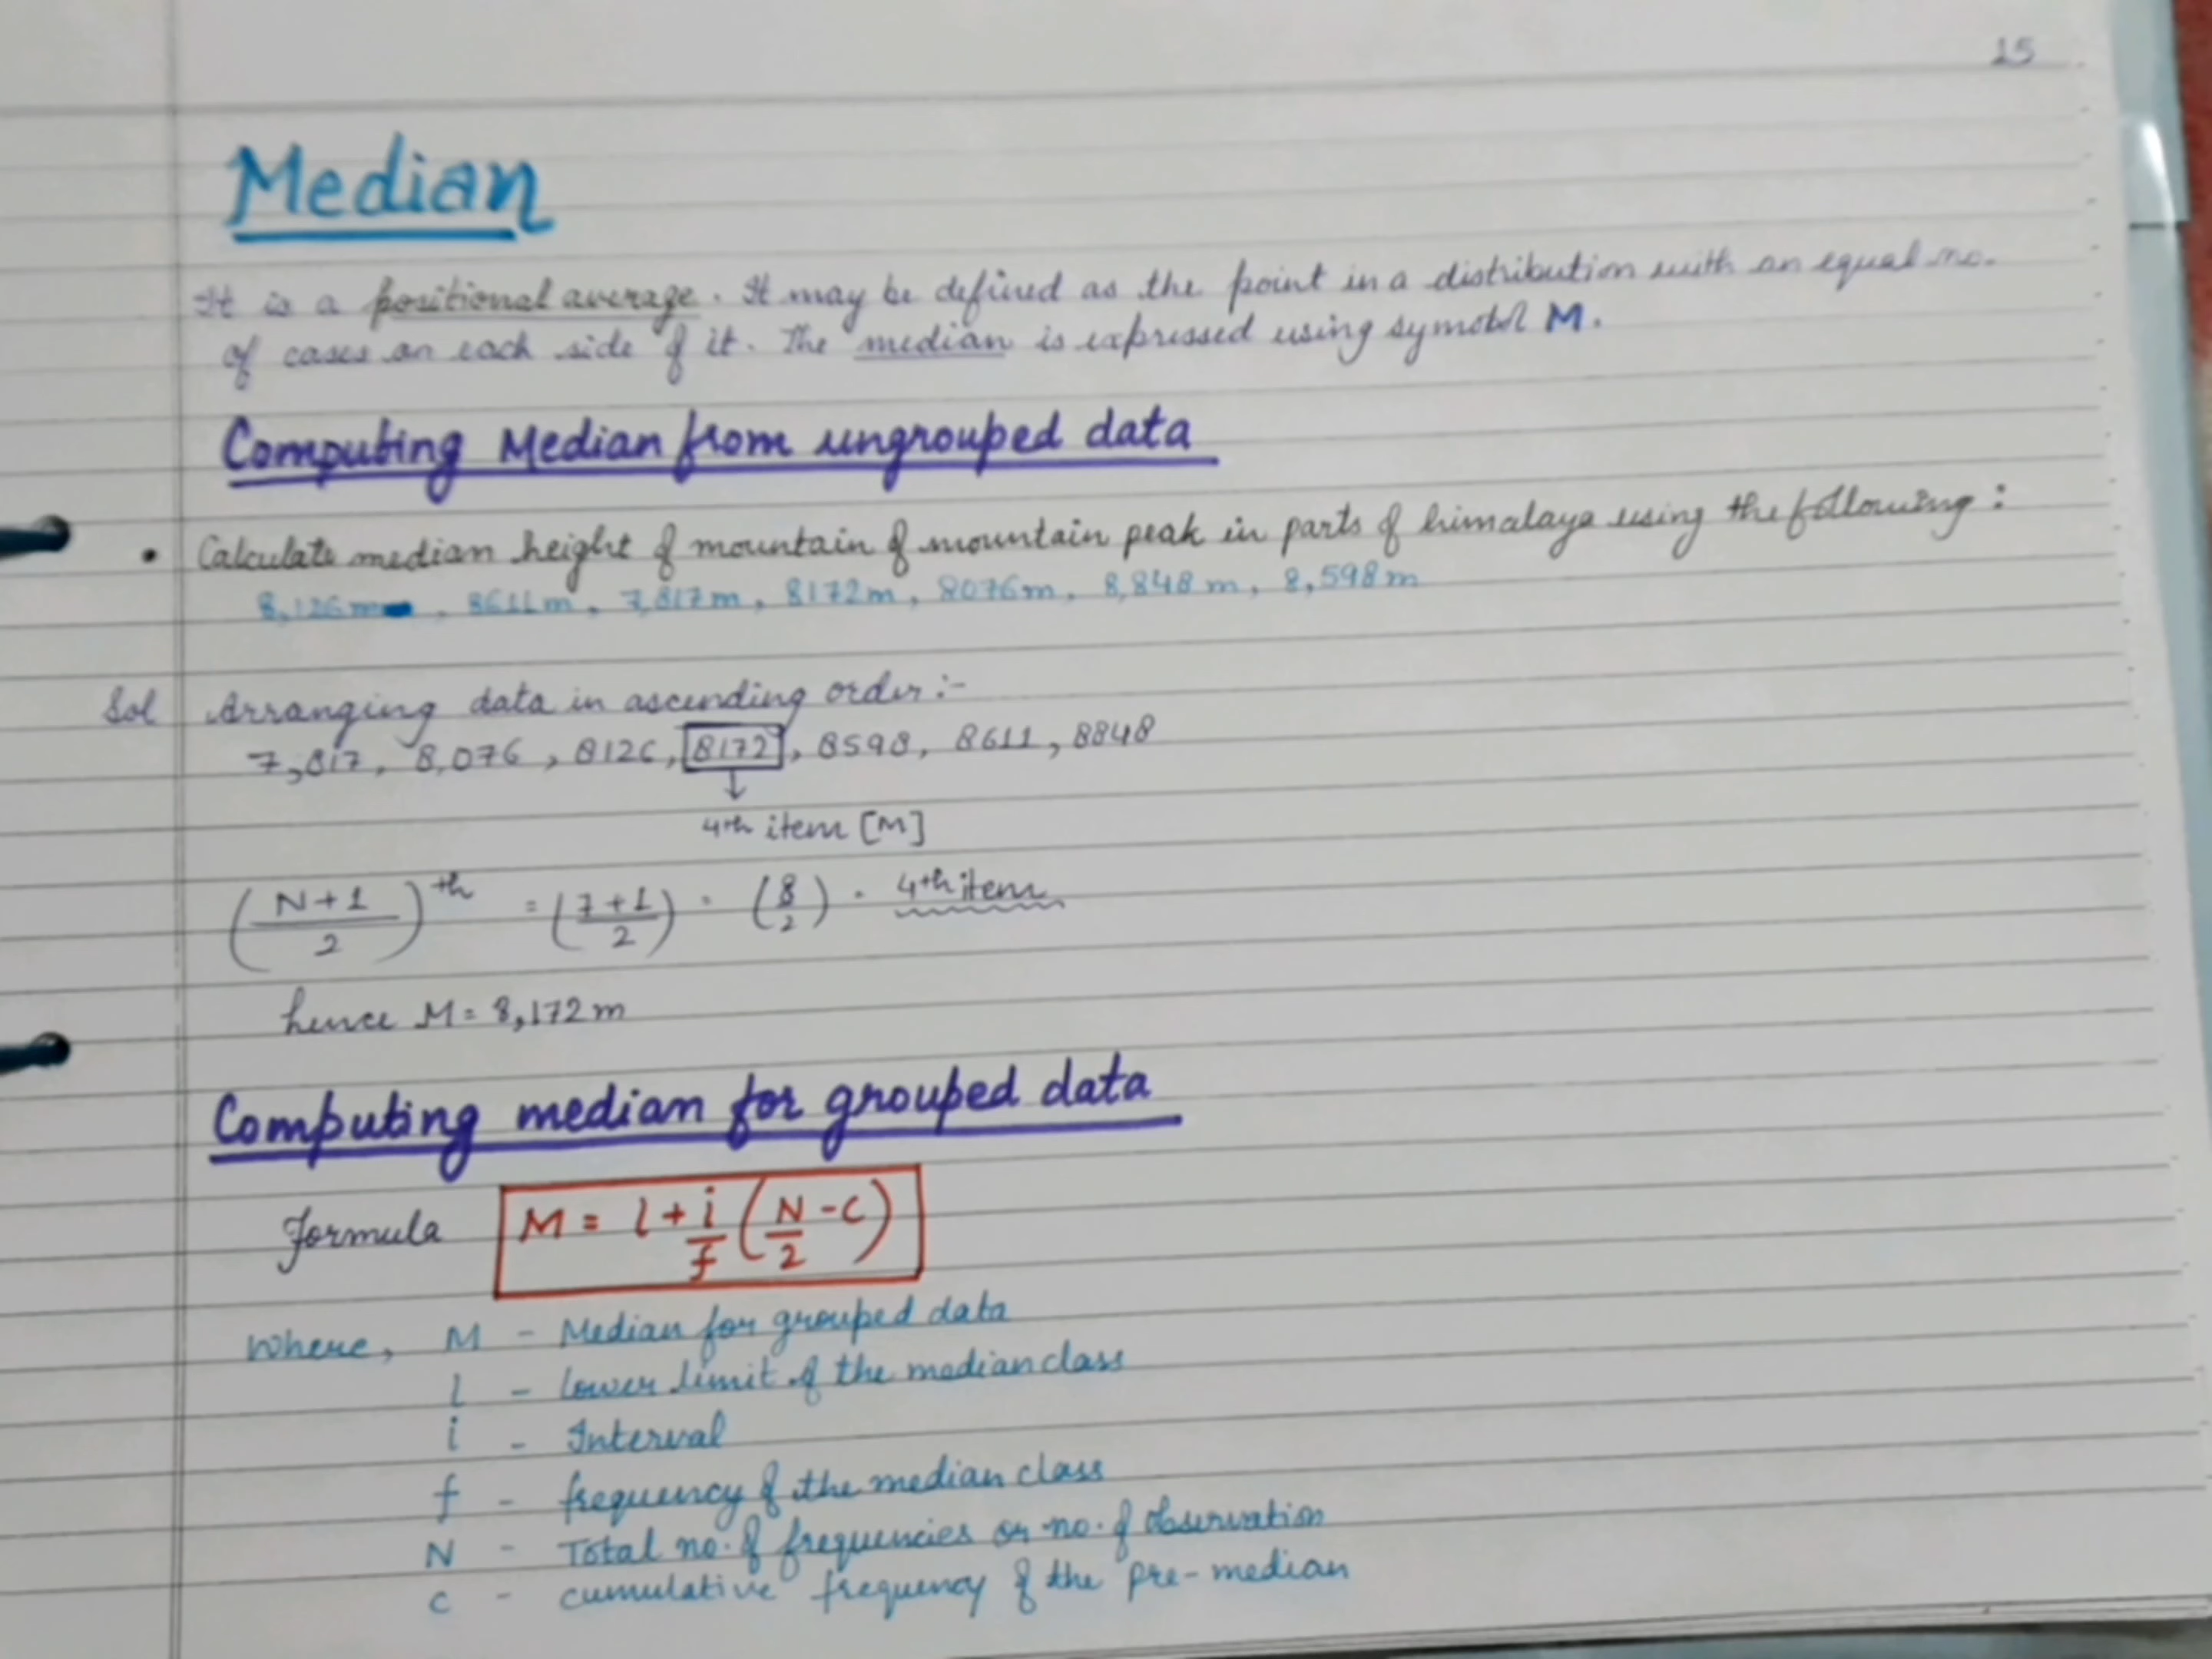 15
Median
It is a positional average. It may be defined as the point in a distribution with an equal no.
of cases on each side of it. The median is expressed using symobl M.
Computing Median from ungrouped data
• Calculate median height of mountain of mountain peak in parts of himalaya using the following:
8,126m , 8611m, 7,817m, 8172m, 8076m, 8,848m, 8,598m
Sol Arranging data in ascending order:-
7,817, 8,076, 8126, 8172, 8598, 8611, 8848
↓
4th item [M]
(N+1/2)th = (7+1/2) = (8/2) = 4th item
hence M = 8,172m
Computing median for grouped data
Formula M = l + i/f (N/2 - c)
Where, M - Median for grouped data
l - lower limit of the median class
i - Interval
f - frequency of the median class
N - Total no. of frequencies or no. of observation
c - cumulative frequency of the pre-median